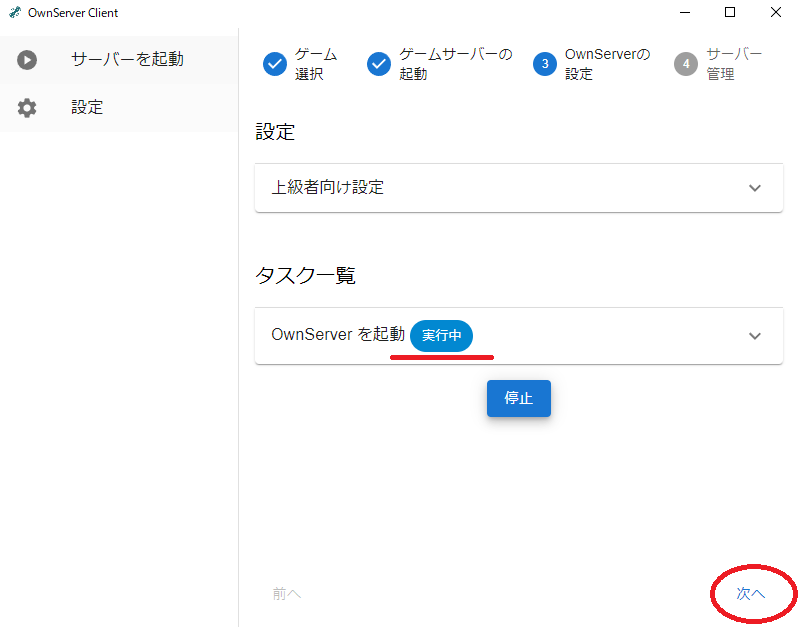 OwnServer Client
サーバーを起動
設定
ゲーム
選択
ゲームサーバーの
起動
3
OwnServerの
設定
4
サーバー
管理
設定
上級者向け設定
タスク一覧
OwnServer を起動 実行中
停止
前へ
次へ